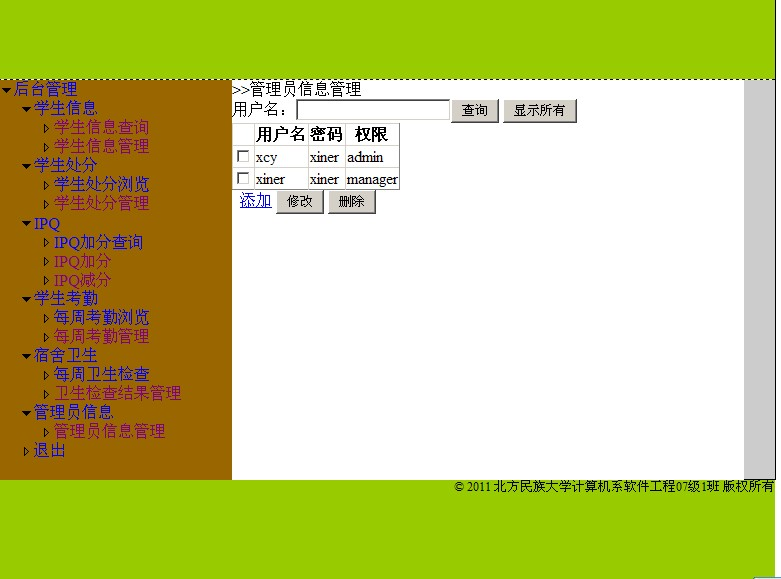 后台管理
学生信息
学生信息查询
学生信息管理
学生处分
学生处分浏览
学生处分管理
IPQ
IPQ加分查询
IPQ加分
IPQ减分
学生考勤
每周考勤浏览
每周考勤管理
宿舍卫生
每周卫生检查
卫生检查结果管理
管理员信息
管理员信息管理
退出
>>管理员信息管理
用户名： 查询 显示所有
用户名 密码 权限
xcy xiner admin
xiner xiner manager
添加 修改 删除
© 2011 北方民族大学计算机系软件工程07级1班 版权所有